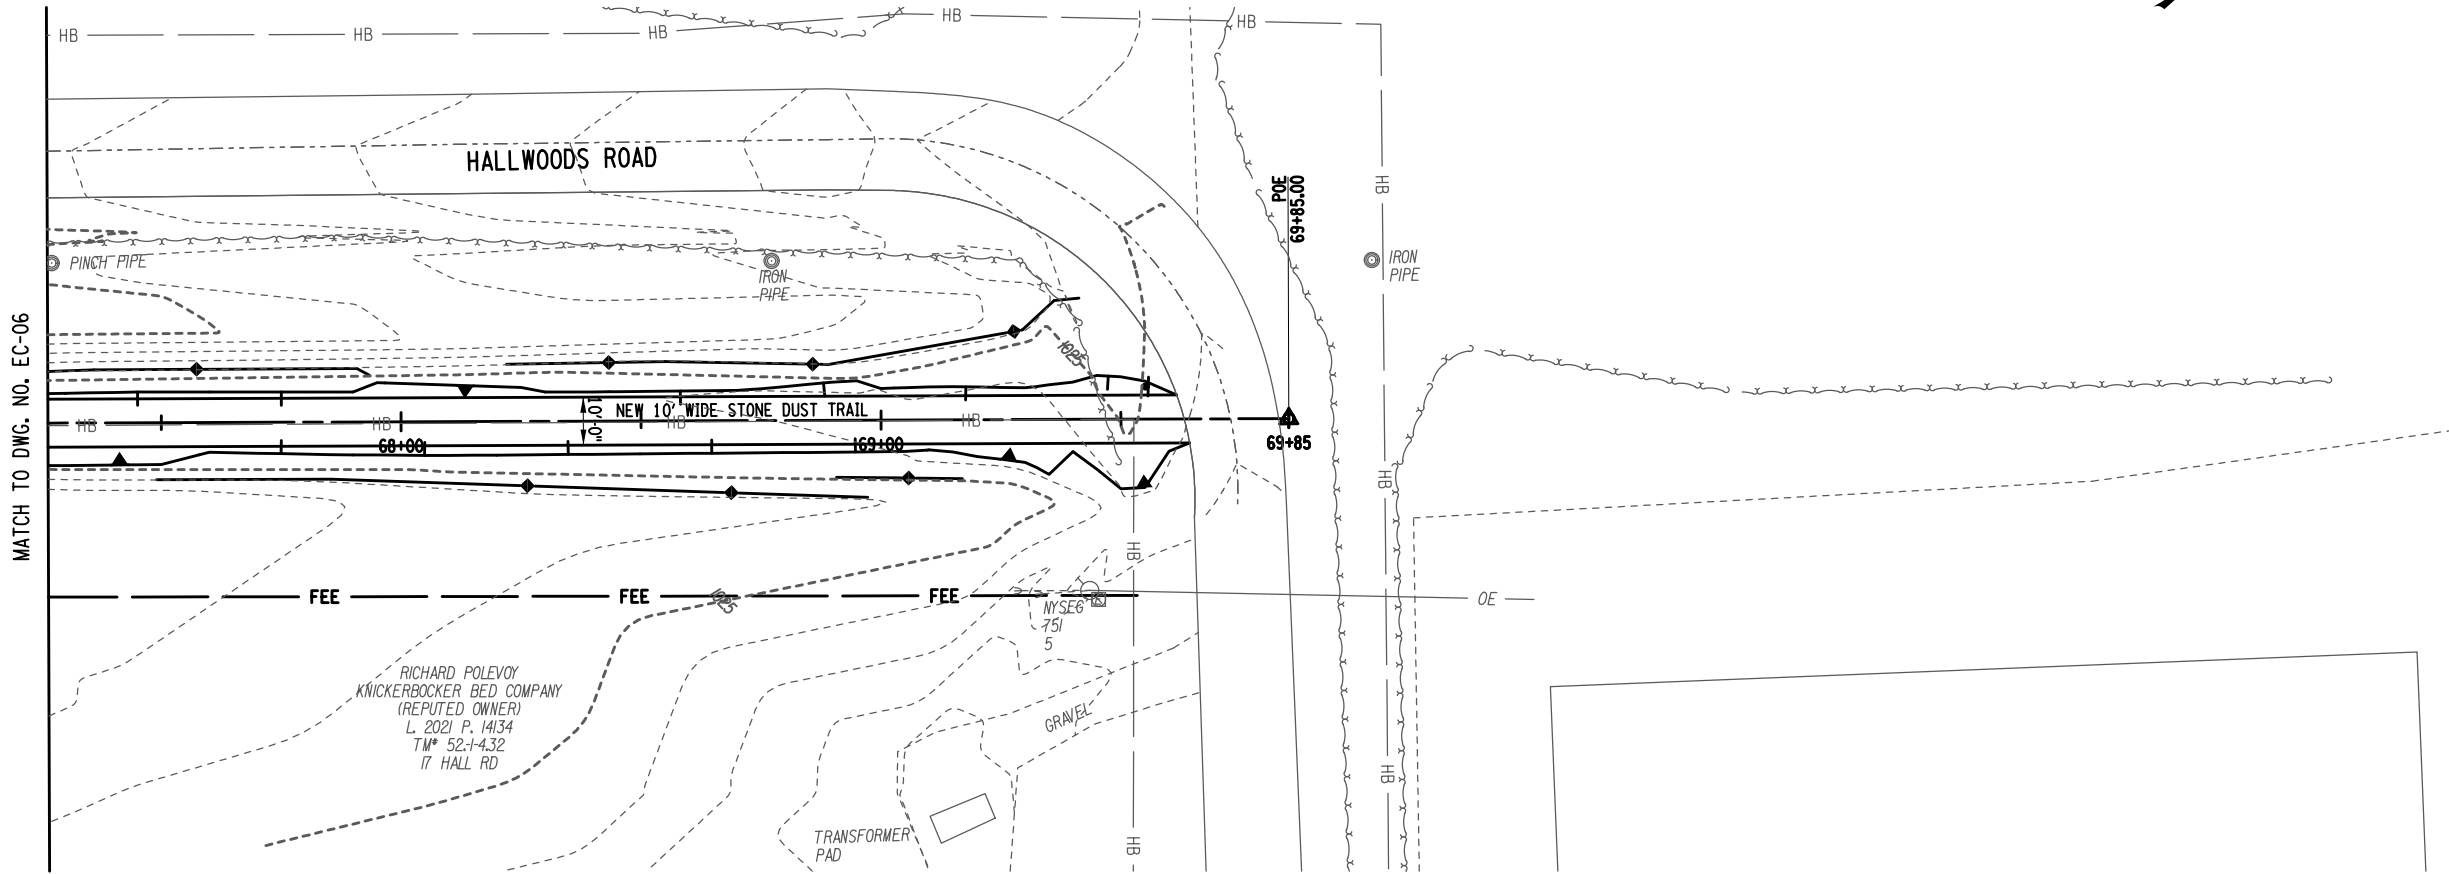 HB HB HB HB HB
HALLWOODS ROAD
POE
69+85.00
HB
PINCH PIPE
IRON
PIPE
IRON
PIPE
MATCH TO DWG. NO. EC-06
1025
10'-0"
NEW 10' WIDE STONE DUST TRAIL
HB HB HB HB
68+00
69+00
69+85
HB
HB
FEE FEE FEE
1025
NYSEG
751
5
OE
RICHARD POLEVOY
KNICKERBOCKER BED COMPANY
(REPUTED OWNER)
L. 2021 P. 14134
TM# 52.-1-4.32
17 HALL RD
GRAVEL
HB
TRANSFORMER
PAD
HB